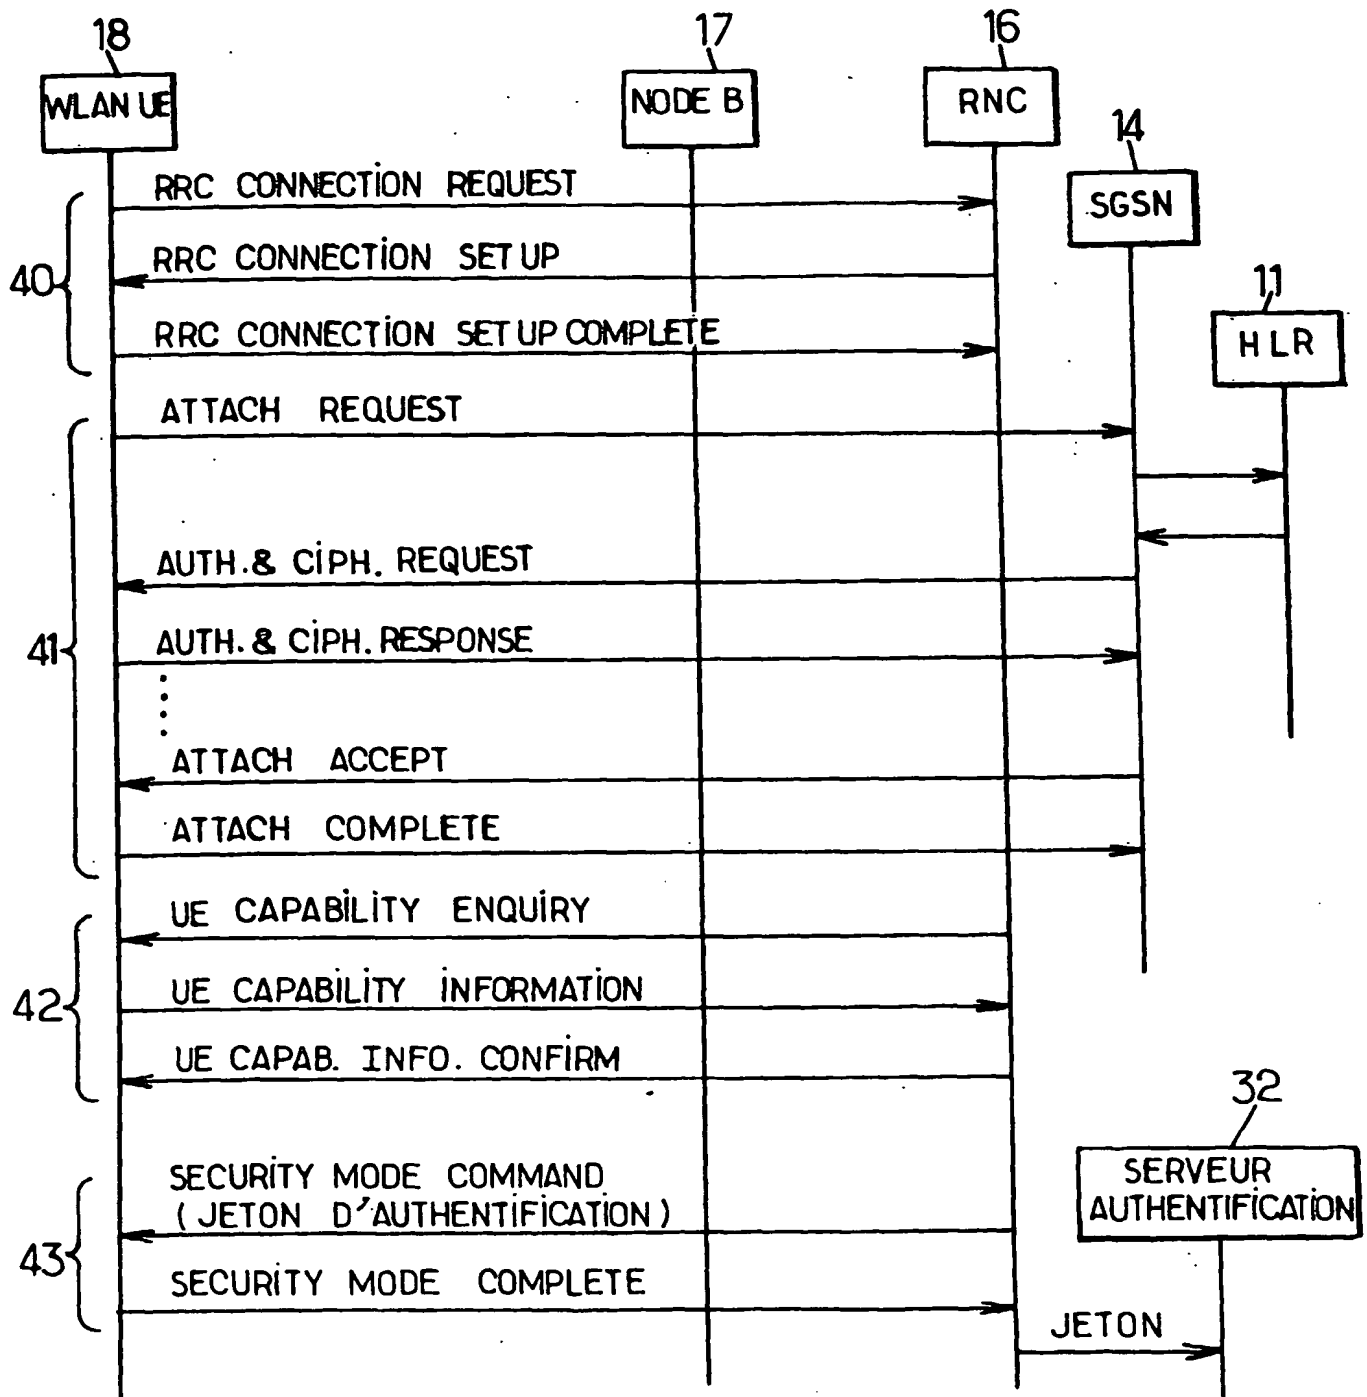 18
17
16
WLAN UE
NODE B
RNC
14
SGSN
RRC CONNECTION REQUEST
40
RRC CONNECTION SET UP
11
HLR
RRC CONNECTION SET UP COMPLETE
ATTACH REQUEST
41
AUTH. & CIPH. REQUEST
AUTH. & CIPH. RESPONSE
ATTACH ACCEPT
ATTACH COMPLETE
42
UE CAPABILITY ENQUIRY
UE CAPABILITY INFORMATION
UE CAPAB. INFO. CONFIRM
32
SERVEUR
AUTHENTIFICATION
43
SECURITY MODE COMMAND
(JETON D'AUTHENTIFICATION)
SECURITY MODE COMPLETE
JETON